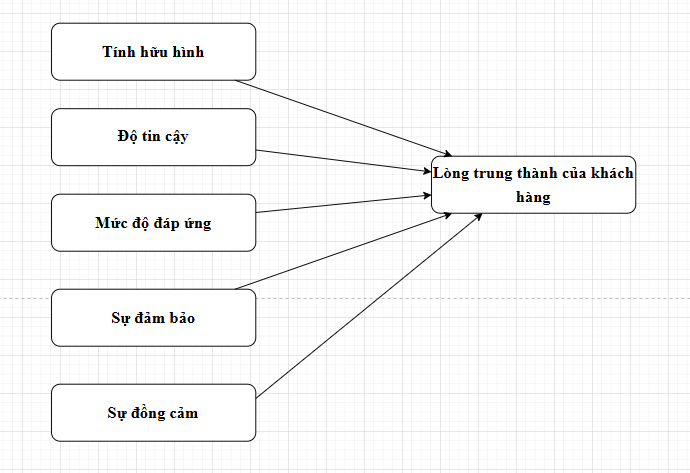 Tính hữu hình
Độ tin cậy
Mức độ đáp ứng
Sự đảm bảo
Sự đồng cảm
Lòng trung thành của khách
hàng